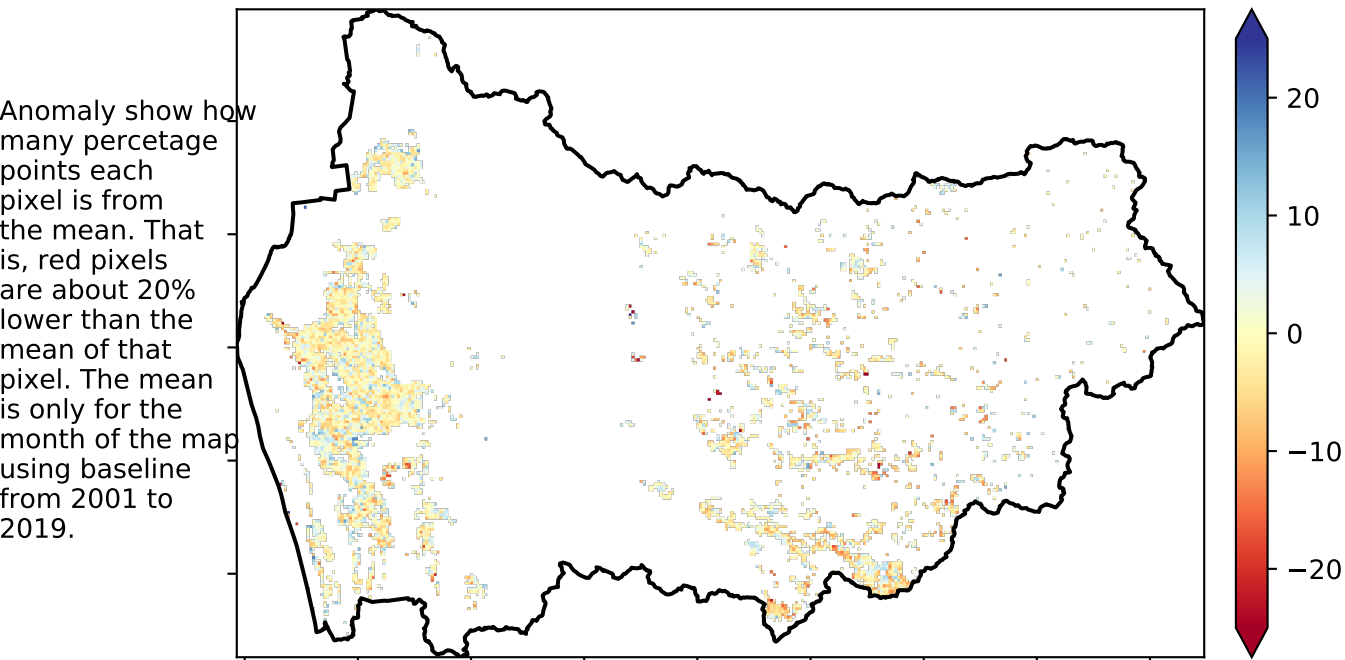 Anomaly show how
many percetage
points each
pixel is from
the mean. That
is, red pixels
are about 20%
lower than the
mean of that
pixel. The mean
is only for the
month of the map
using baseline
from 2001 to
2019.
20
10
0
−10
−20